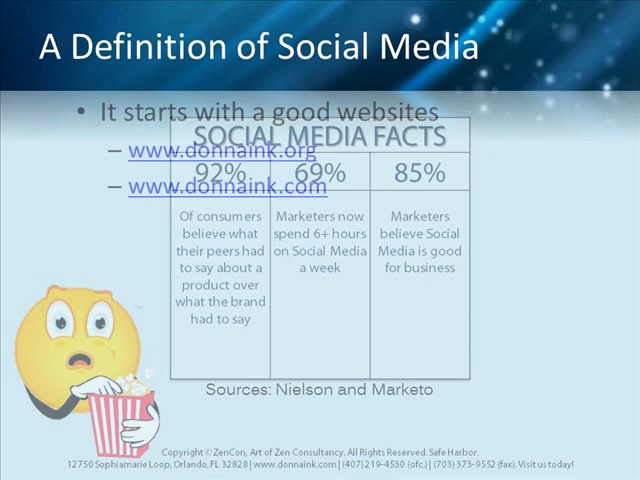 A Definition of Social Media
• It starts with a good websites
– www.donnaink.org
– www.donnaink.com
SOCIAL MEDIA FACTS
92% 69% 85%
Of consumers
believe what
their peers had
to say about a
product over
what the brand
had to say
Marketers now
spend 6+ hours
on Social Media
a week
Marketers
believe Social
Media is good
for business
Sources: Nielson and Marketo
Copyright © ZenCon, Art of Zen Consultancy. All Rights Reserved. Safe Harbor.
12750 Sophiamarie Loop, Orlando, FL 32828 | www.donnaink.com | (407) 219-4530 (ofc.) | (703) 373-9552 (fax). Visit us today!